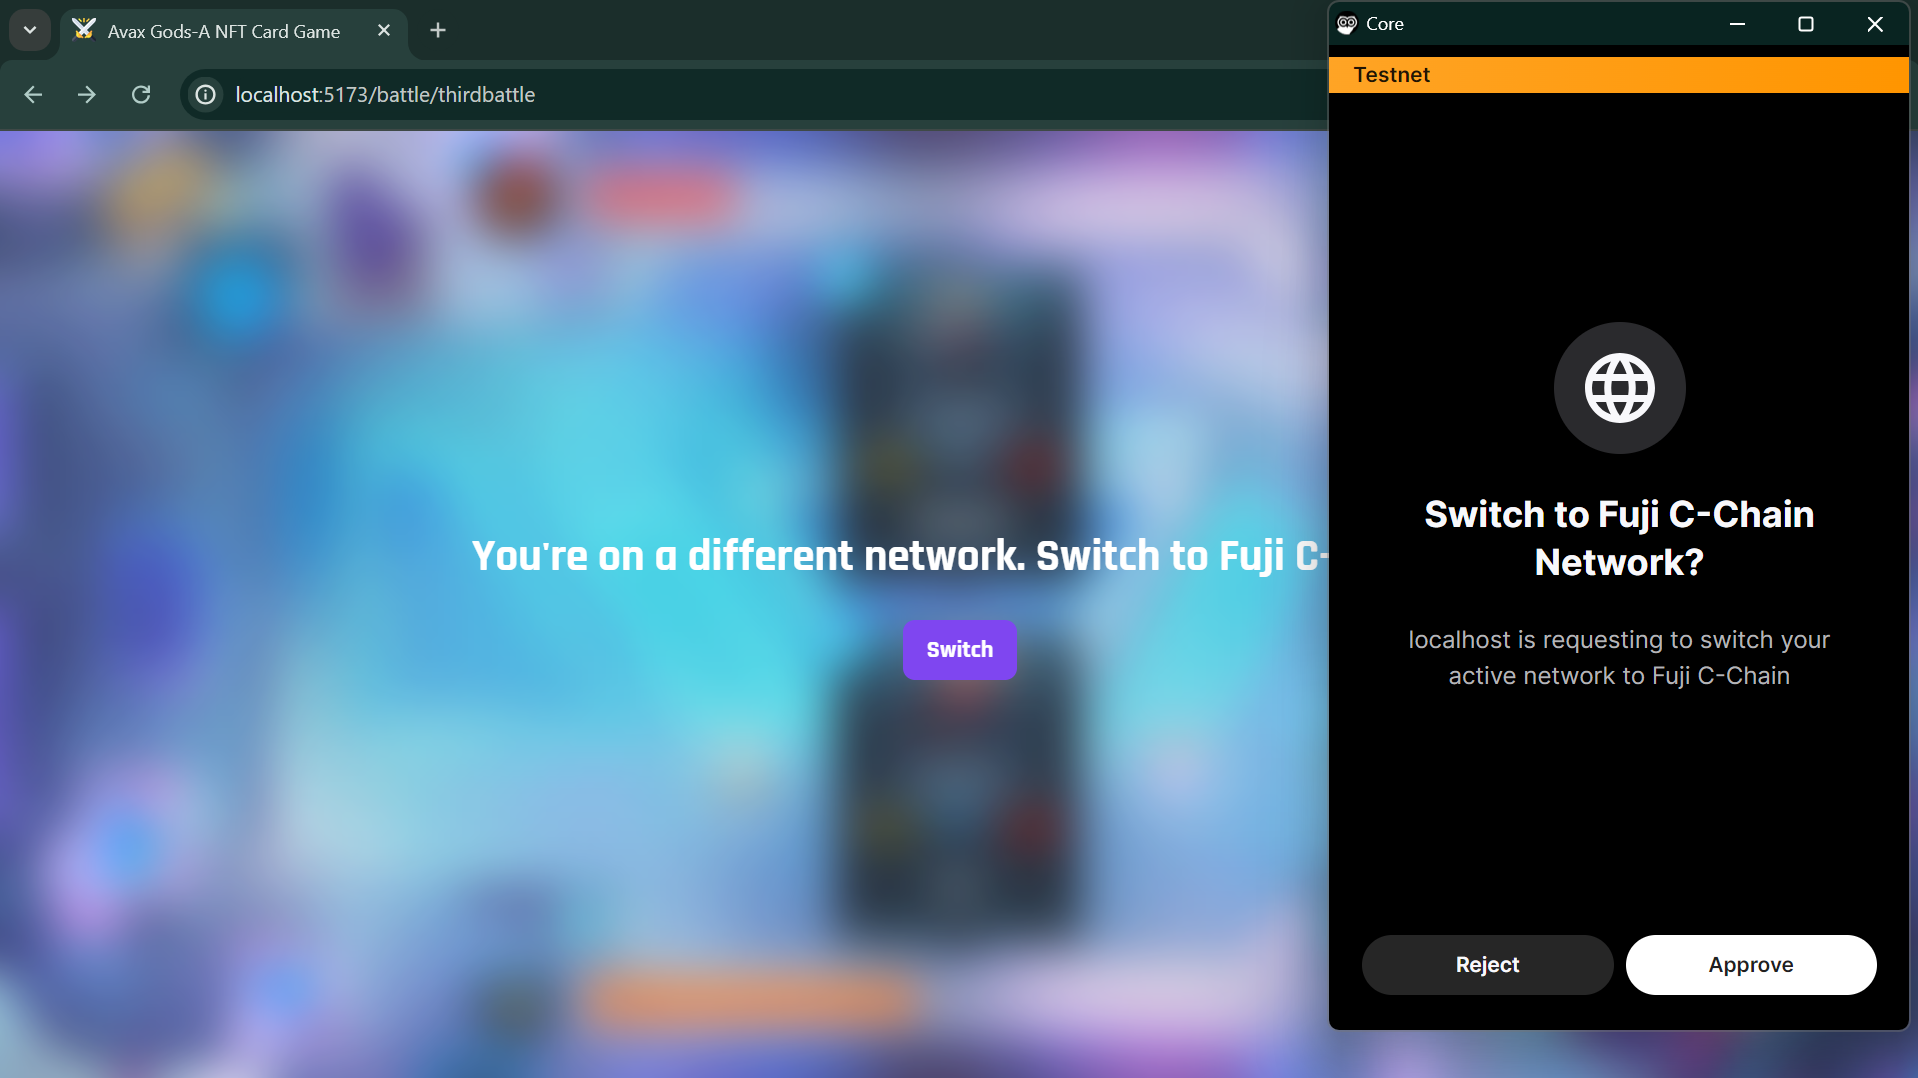 Avax Gods-A NFT Card Game
localhost:5173/battle/thirdbattle
You're on a different network. Switch to Fuji C-
Switch
Core
Testnet
Switch to Fuji C-Chain
Network?
localhost is requesting to switch your
active network to Fuji C-Chain
Reject
Approve